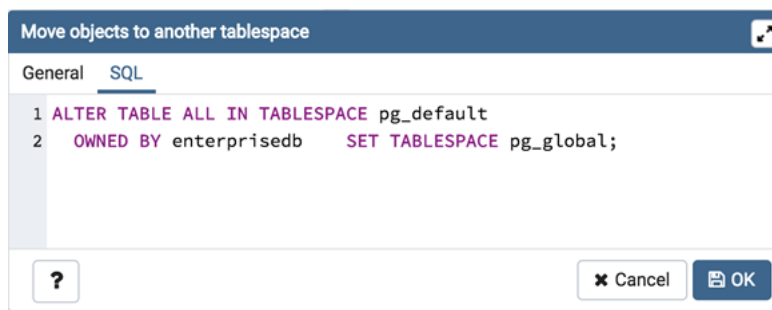 Move objects to another tablespace
General SQL
1 ALTER TABLE ALL IN TABLESPACE pg_default
2 OWNED BY enterprisedb SET TABLESPACE pg_global;
? Cancel OK